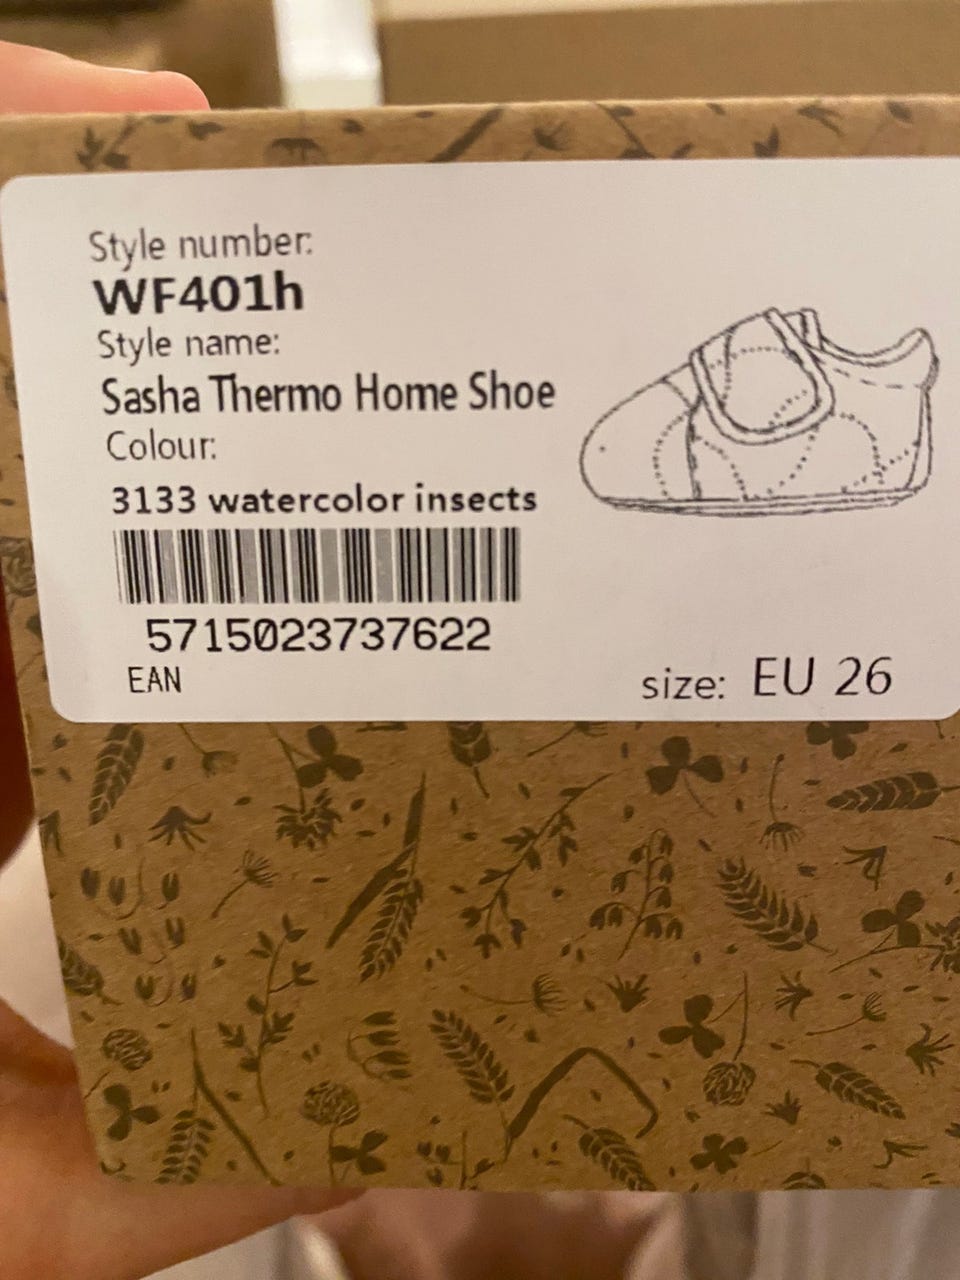 Style number:
WF401h
Style name:
Sasha Thermo Home Shoe
Colour:
3133 watercolor insects
5715023737622
EAN
size: EU 26